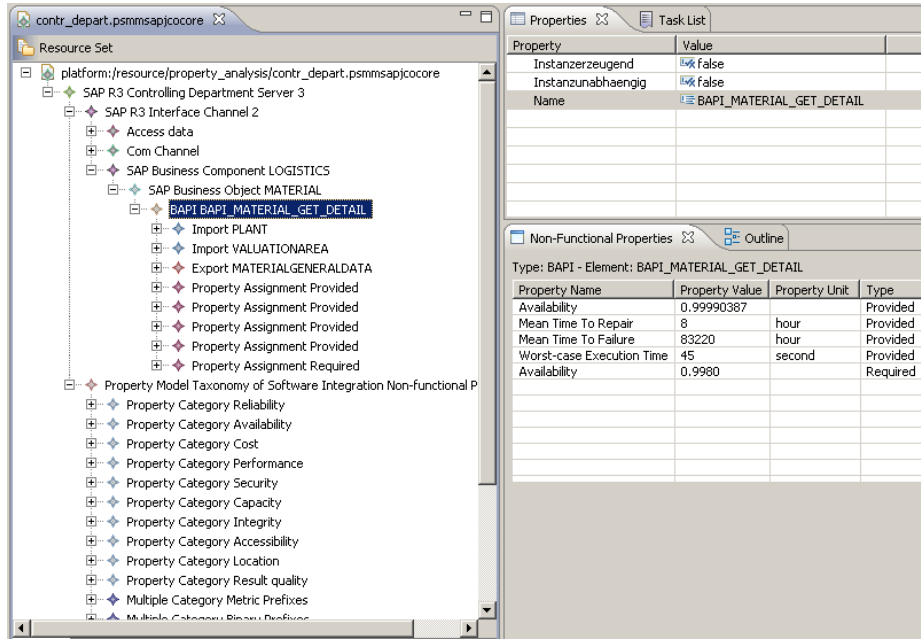 contr_depart.psmmsapjcocore
Resource Set
platform:/resource/property_analysis/contr_depart.psmmsapjcocore
SAP R3 Controlling Department Server 3
SAP R3 Interface Channel 2
Access data
Com Channel
SAP Business Component LOGISTICS
SAP Business Object MATERIAL
BAPI BAPI_MATERIAL_GET_DETAIL
Import PLANT
Import VALUATIONAREA
Export MATERIALGENERALDATA
Property Assignment Provided
Property Assignment Provided
Property Assignment Provided
Property Assignment Provided
Property Assignment Required
Property Model Taxonomy of Software Integration Non-functional P
Property Category Reliability
Property Category Availability
Property Category Cost
Property Category Performance
Property Category Security
Property Category Capacity
Property Category Integrity
Property Category Accessibility
Property Category Location
Property Category Result quality
Multiple Category Metric Prefixes
Multiple Category Binary Prefixes
Properties Task List
Property Value
Instanzerzeugend false
Instanzunabhaengig false
Name BAPI_MATERIAL_GET_DETAIL
Non-Functional Properties Outline
Type: BAPI - Element: BAPI_MATERIAL_GET_DETAIL
Property Name Property Value Property Unit Type
Availability 0.99990387 Provided
Mean Time To Repair 8 hour Provided
Mean Time To Failure 83220 hour Provided
Worst-case Execution Time 45 second Provided
Availability 0.9980 Required